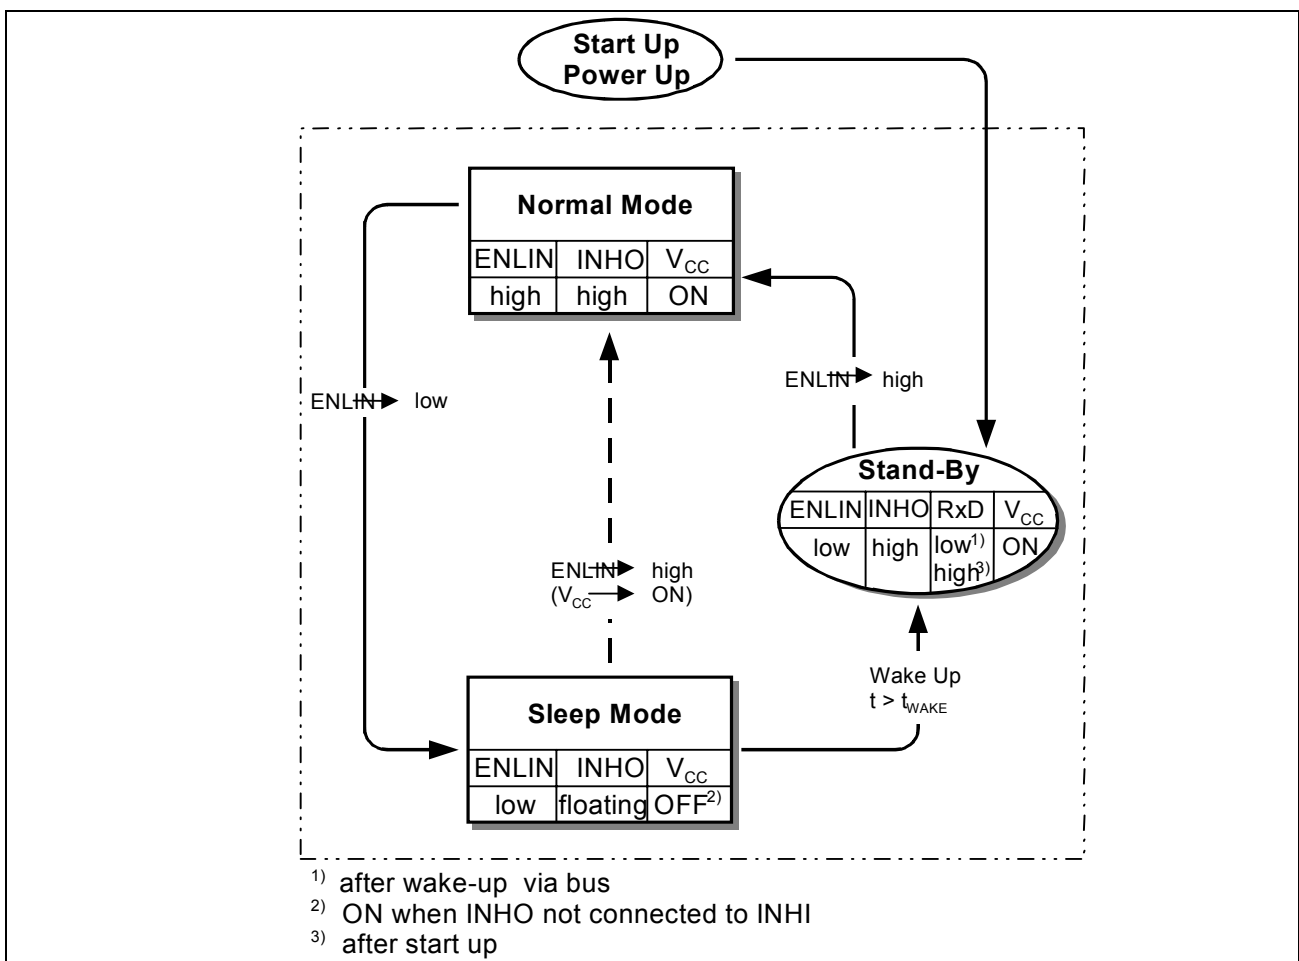 Start Up
Power Up
Normal Mode
ENLIN INHO VCC
high high ON
ENLIN low
ENLIN high
Stand-By
ENLIN INHO RxD VCC
low high low1) ON
high3)
ENLIN high
(VCC ON)
Wake Up
t > tWAKE
Sleep Mode
ENLIN INHO VCC
low floating OFF2)
1) after wake-up via bus
2) ON when INHO not connected to INHI
3) after start up